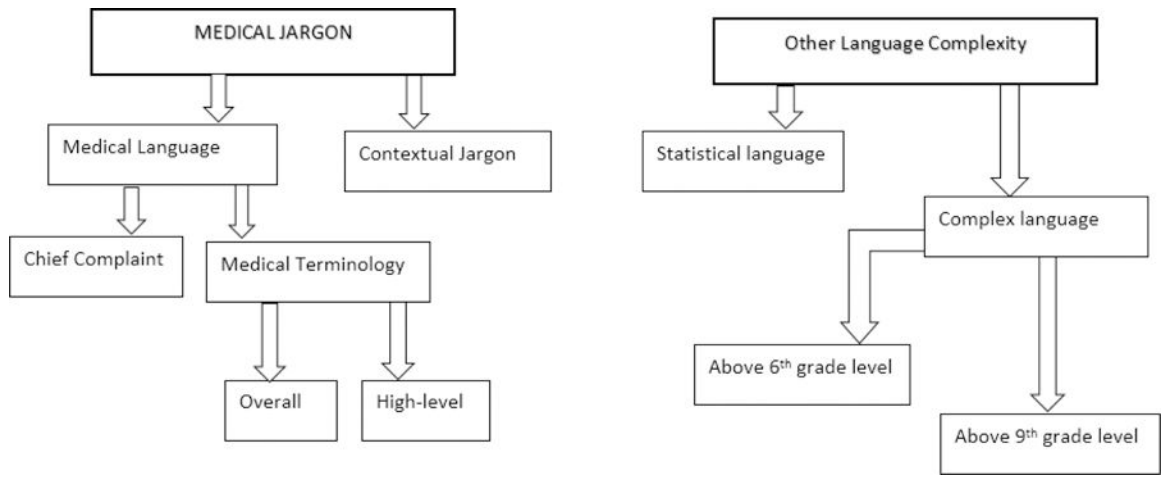 MEDICAL JARGON
Medical Language
Contextual Jargon
Chief Complaint
Medical Terminology
Overall
High-level
Other Language Complexity
Statistical language
Complex language
Above 6th grade level
Above 9th grade level